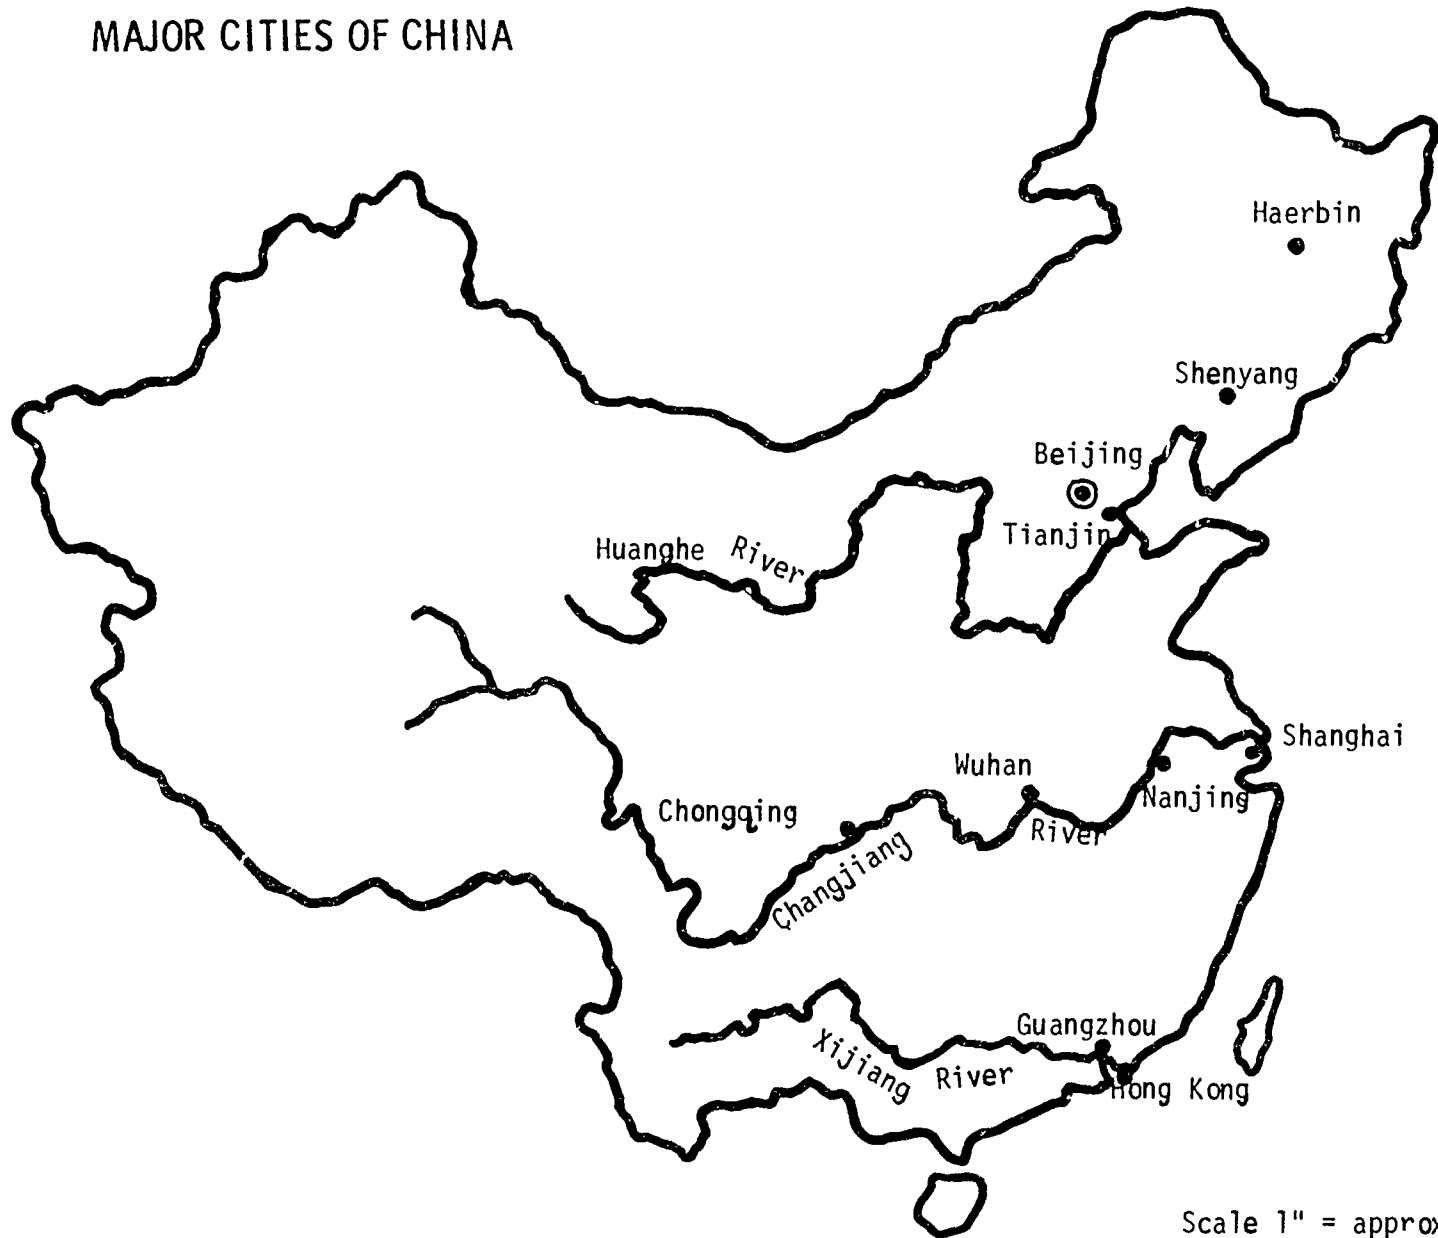 MAJOR CITIES OF CHINA
Haerbin
Shenyang
Beijing
Tianjin
Huanghe River
Shanghai
Wuhan
Nanjing
Chongqing
Changjiang River
Guangzhou
Xijiang River
Hong Kong
Scale 1" = approx